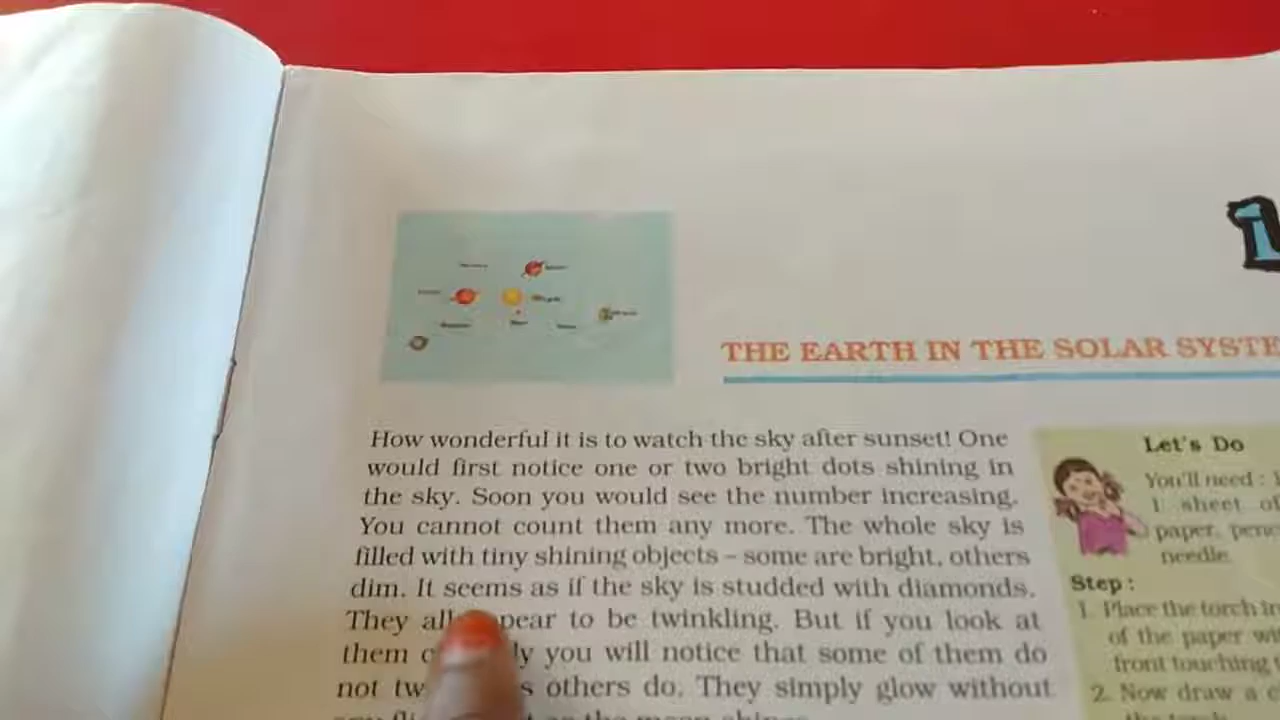 1
THE EARTH IN THE SOLAR SYSTE
How wonderful it is to watch the sky after sunset! One
would first notice one or two bright dots shining in
the sky. Soon you would see the number increasing.
You cannot count them any more. The whole sky is
filled with tiny shining objects – some are bright, others
dim. It seems as if the sky is studded with diamonds.
They all pear to be twinkling. But if you look at
them c ly you will notice that some of them do
not tw s others do. They simply glow without
Let's Do
You'll need :
1 sheet of
paper,
needle.
Step :
1. Place the torch
of the paper
front touching
2. Now draw a